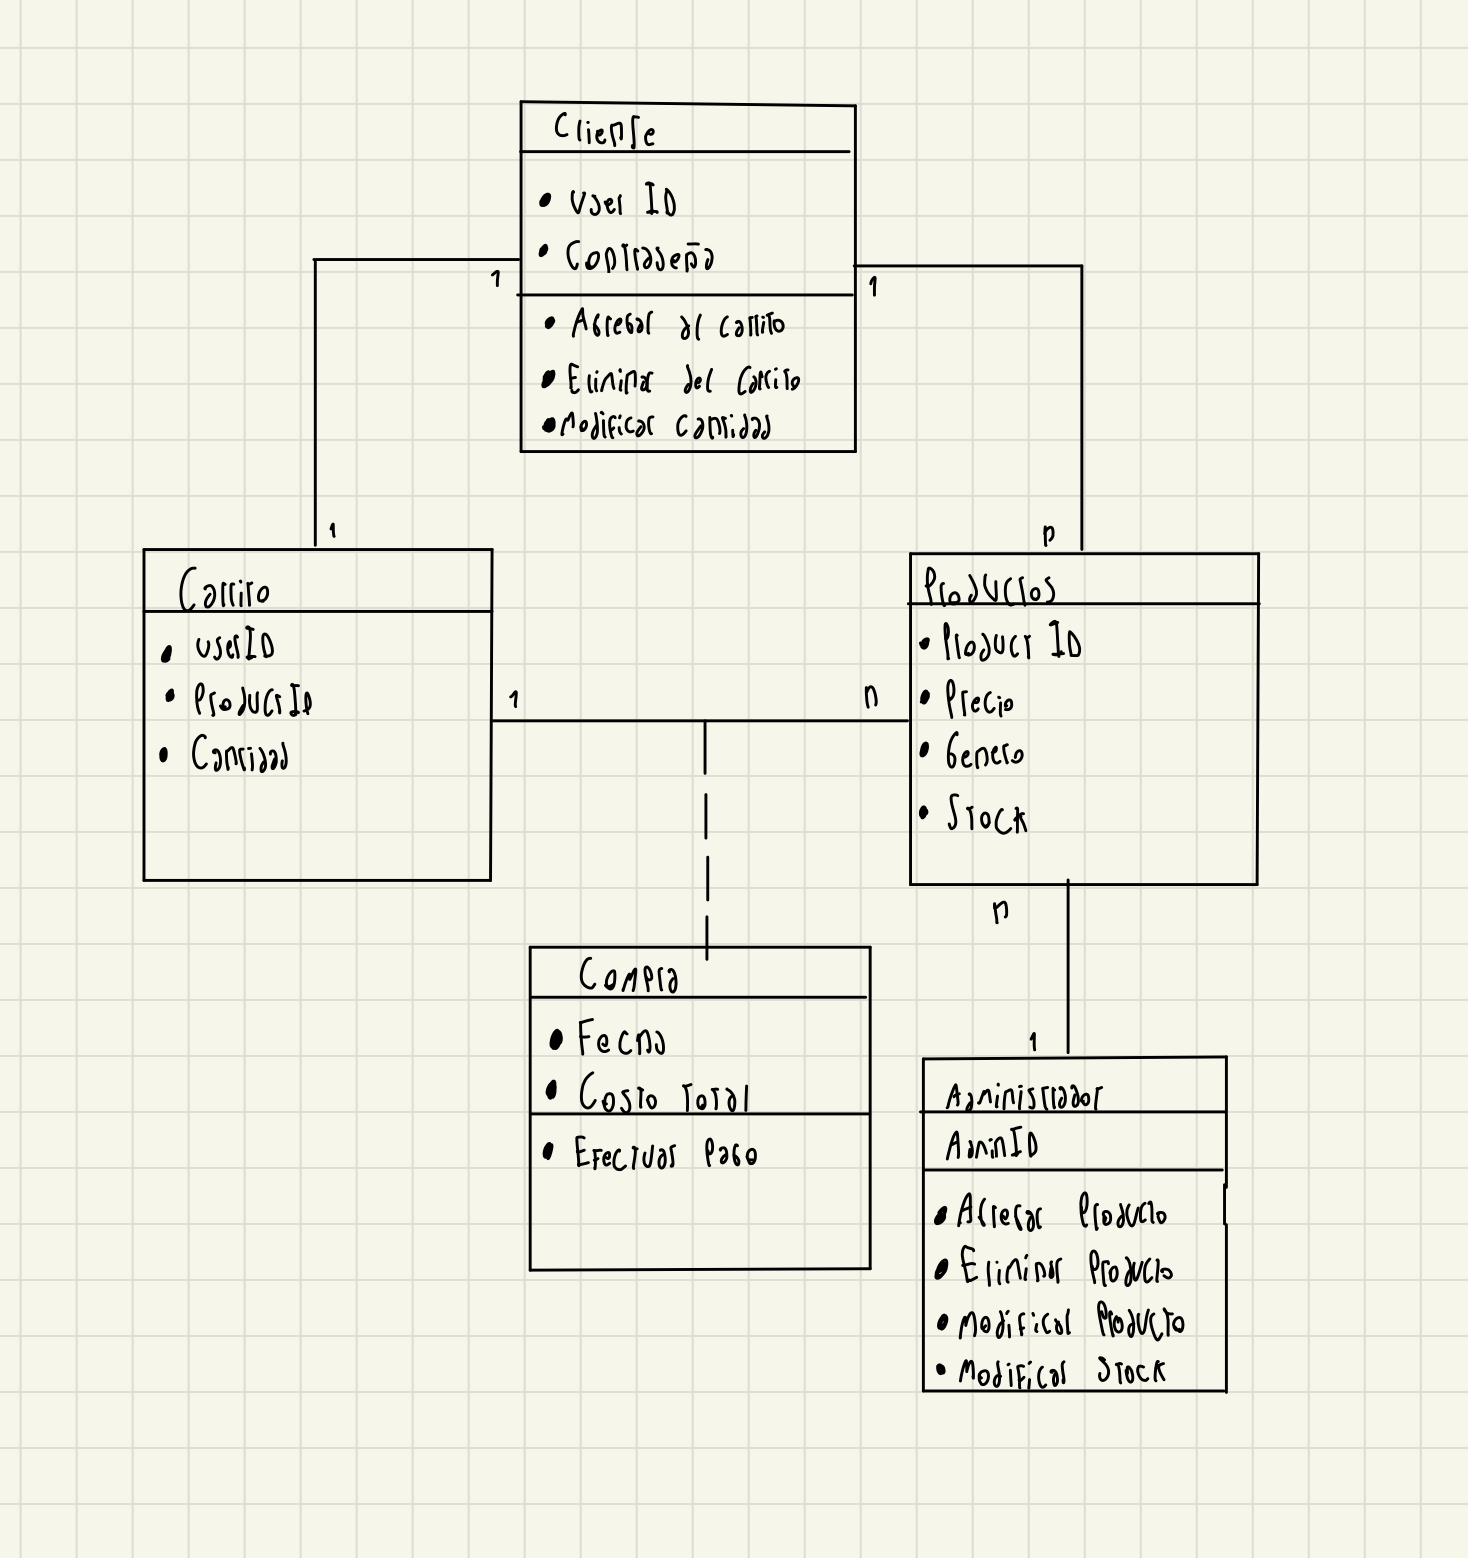 Cliente
• User ID
• Contraseña
1
1
• Agregar al carrito
• Eliminar del Carrito
• Modificar Cantidad
1
n
Carrito
• userID
• ProductID
• Cantidad
Productos
• Product ID
• Precio
• Genero
• Stock
1
n
n
Compra
• Fecha
• Costo Total
• Efectuar Pago
1
Administrador
AdminID
• Agregar Producto
• Eliminar Producto
• Modificar Producto
• Modificar Stock